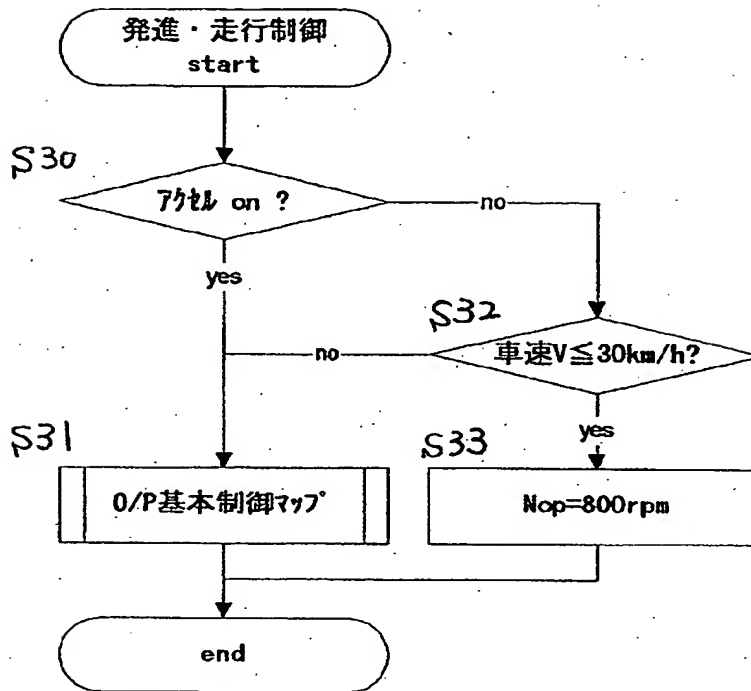 発進・走行制御
start
S30
ｱｸｾﾙ on ?
no
yes
S32
車速V≦30km/h?
no
yes
S31
S33
O/P基本制御ﾏｯﾌﾟ
Nop=800rpm
end